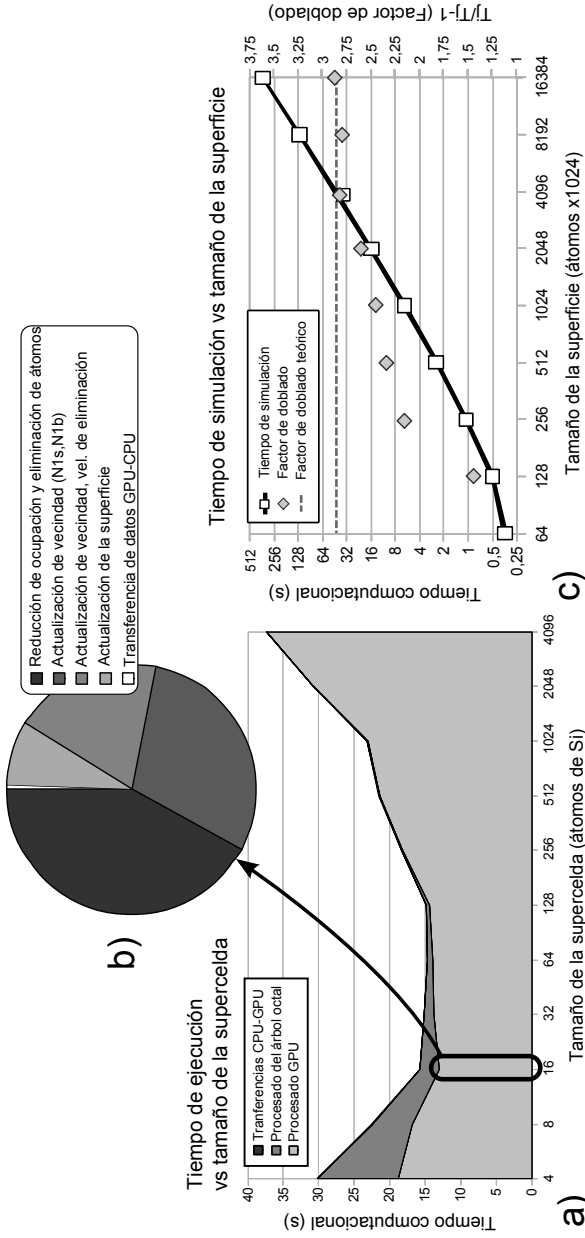 a)
Tiempo de ejecución
vs tamaño de la supercelda
Tranferencias CPU-GPU
Procesado del árbol octal
Procesado GPU
Tiempo computacional (s)
40
35
30
25
20
15
10
5
0
4
8
16
32
64
128
256
512
1024
2048
4096
Tamaño de la supercelda (átomos de Si)
b)
Reducción de ocupación y eliminación de átomos
Actualización de vecindad (N1s,N1b)
Actualización de vecindad, vel. de eliminación
Actualización de la superficie
Transferencia de datos GPU-CPU
c)
Tiempo de simulación vs tamaño de la superficie
Tiempo de simulación
Factor de doblado
Factor de doblado teórico
Tiempo computacional (s)
512
256
128
64
32
16
8
4
2
1
0,5
0,25
64
128
256
512
1024
2048
4096
8192
16384
Tamaño de la superficie (átomos x1024)
3,75
3,5
3,25
3
2,75
2,5
2,25
2
1,75
1,5
1,25
1
Tj/Tj-1 (Factor de doblado)